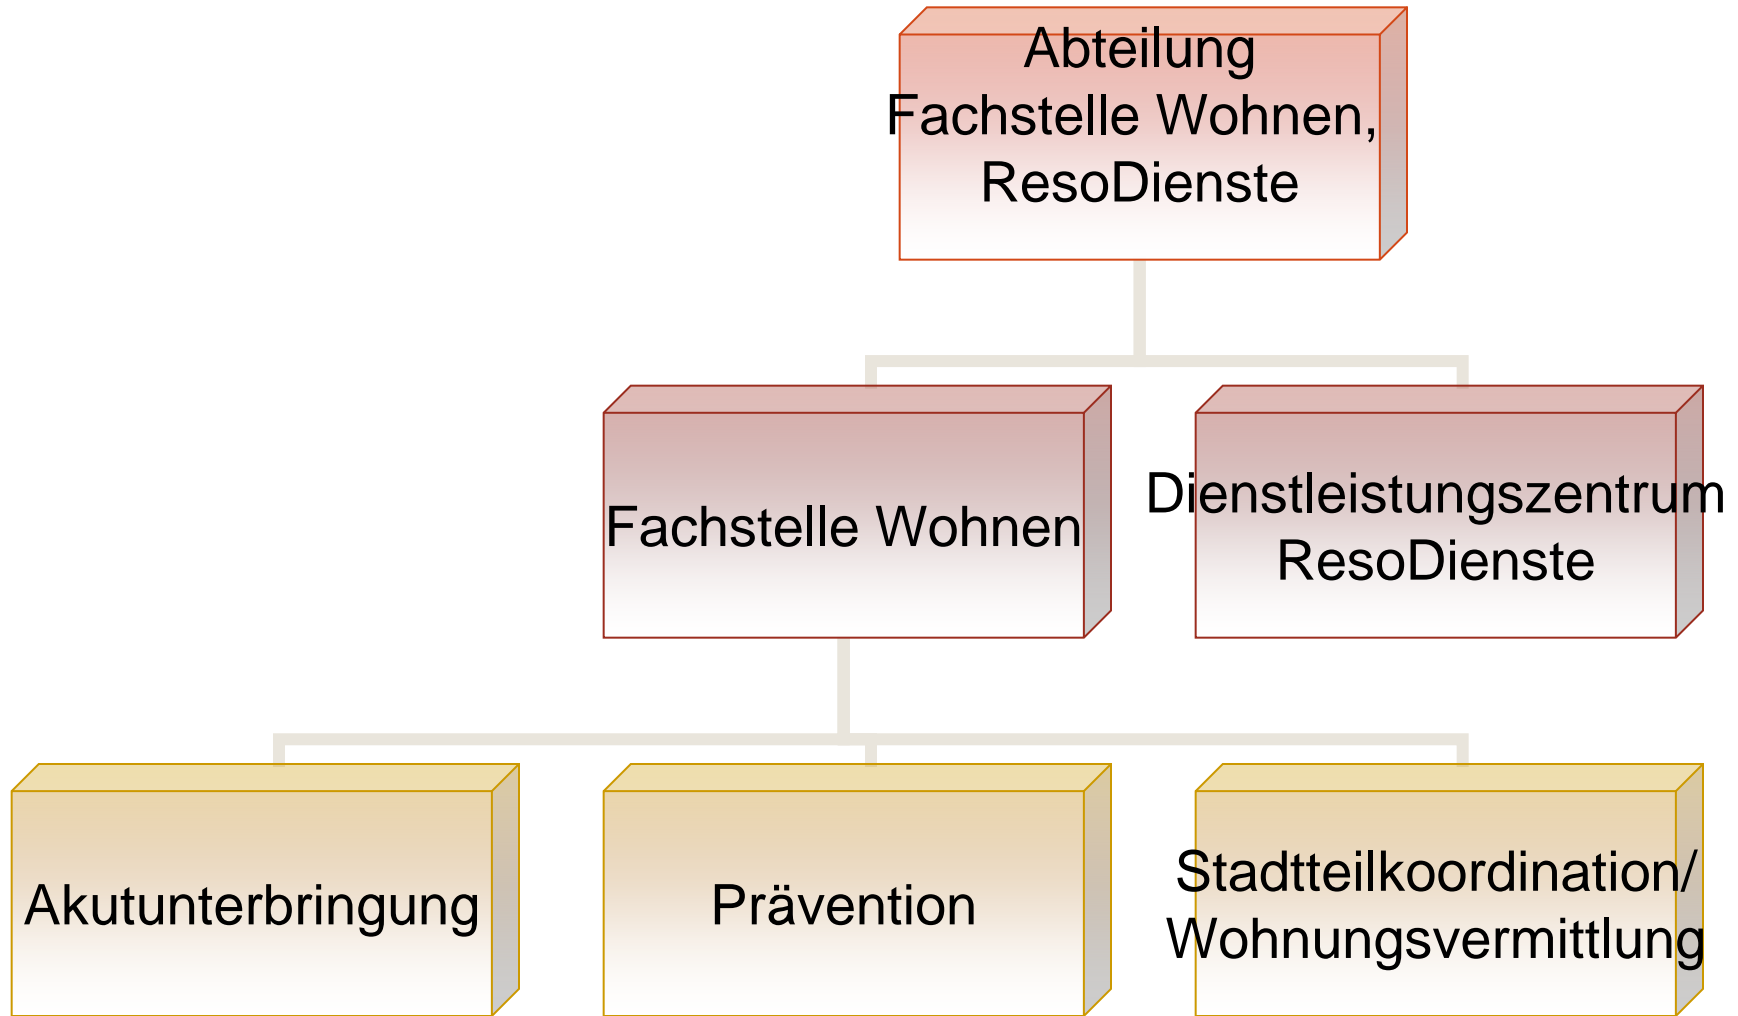 Abteilung
Fachstelle Wohnen,
ResoDienste
Fachstelle Wohnen
Dienstleistungszentrum
ResoDienste
Akutunterbringung
Prävention
Stadtteilkoordination/
Wohnungsvermittlung